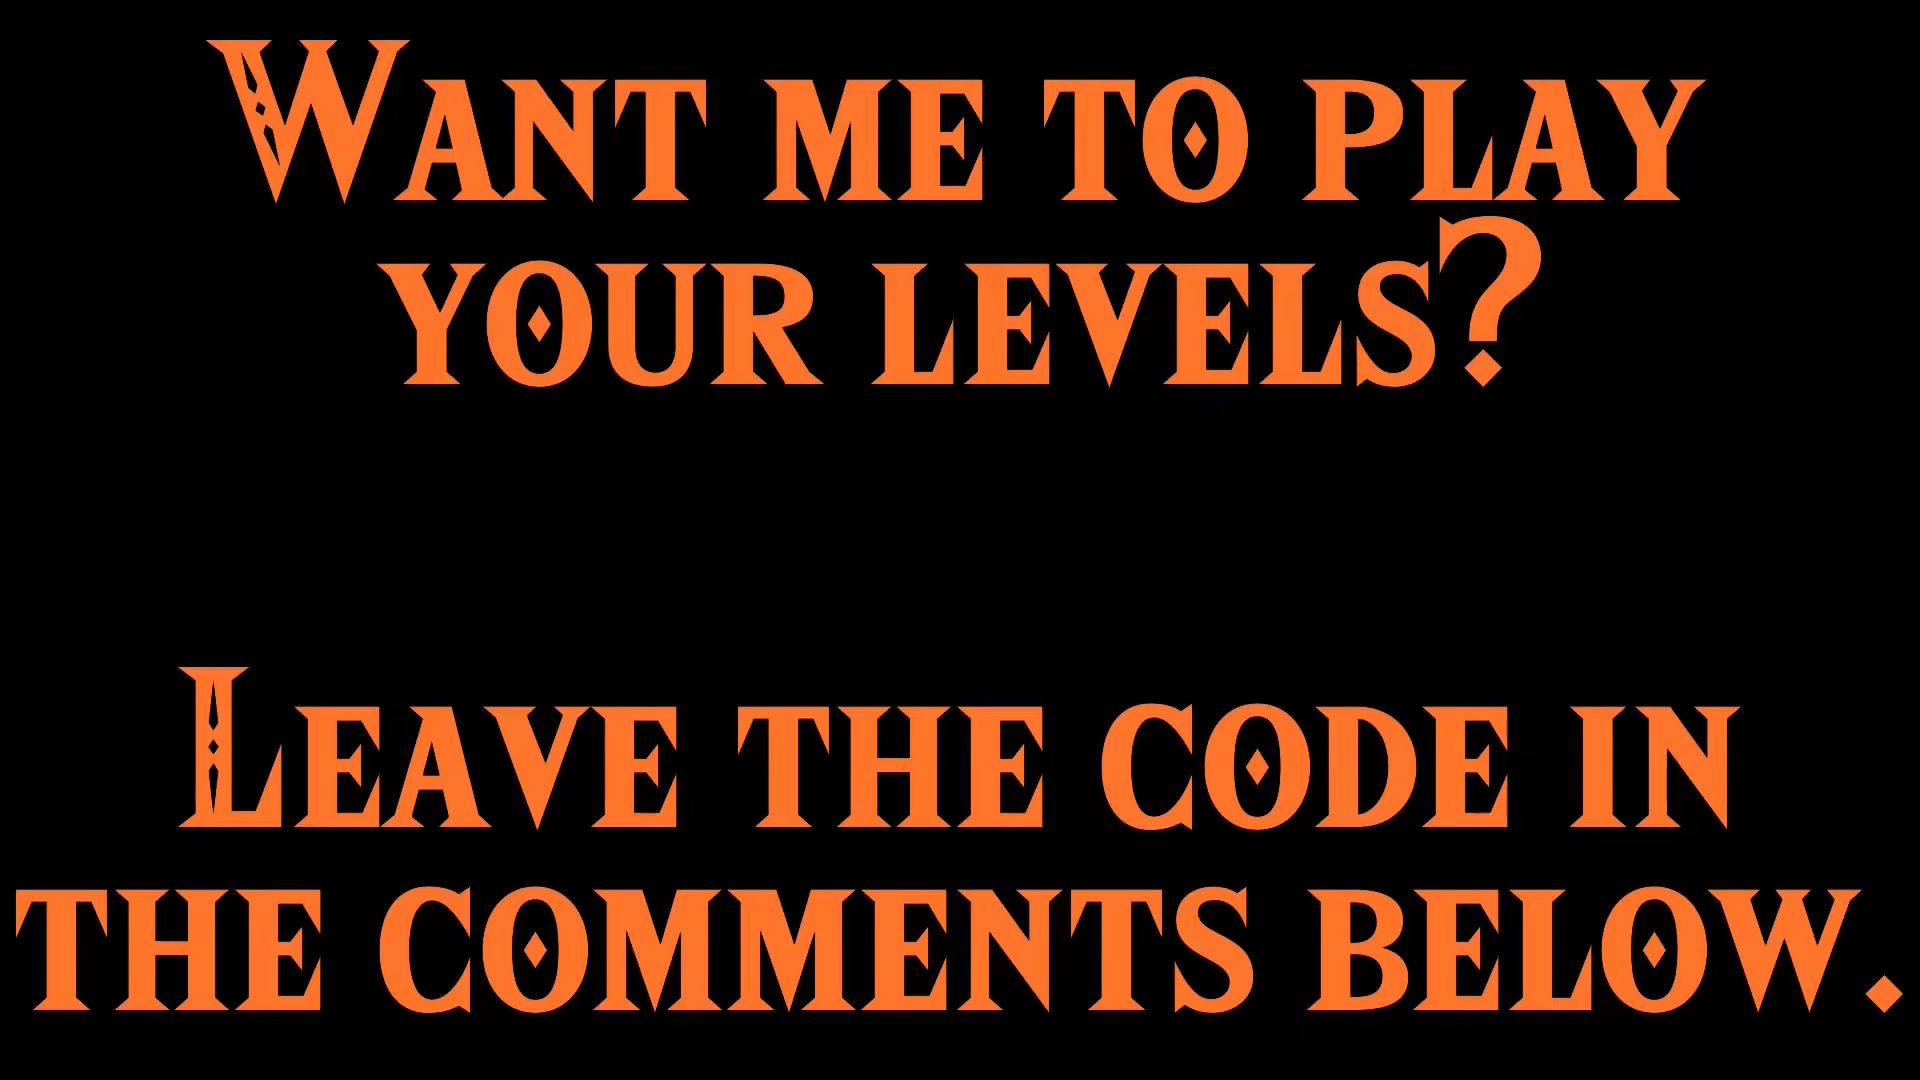 Want me to play
your levels?
Leave the code in
the comments below.